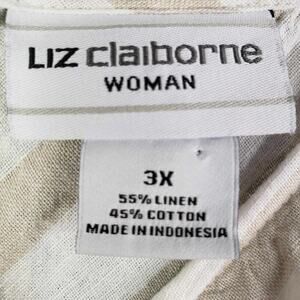 Liz claiborne
WOMAN
3X
55% LINEN
45% COTTON
MADE IN INDONESIA